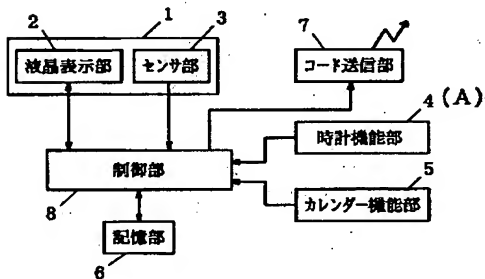 1
2
3
7
液晶表示部
センサ部
コード送信部
4 (A)
時計機能部
制御部
8
5
カレンダー機能部
記憶部
6